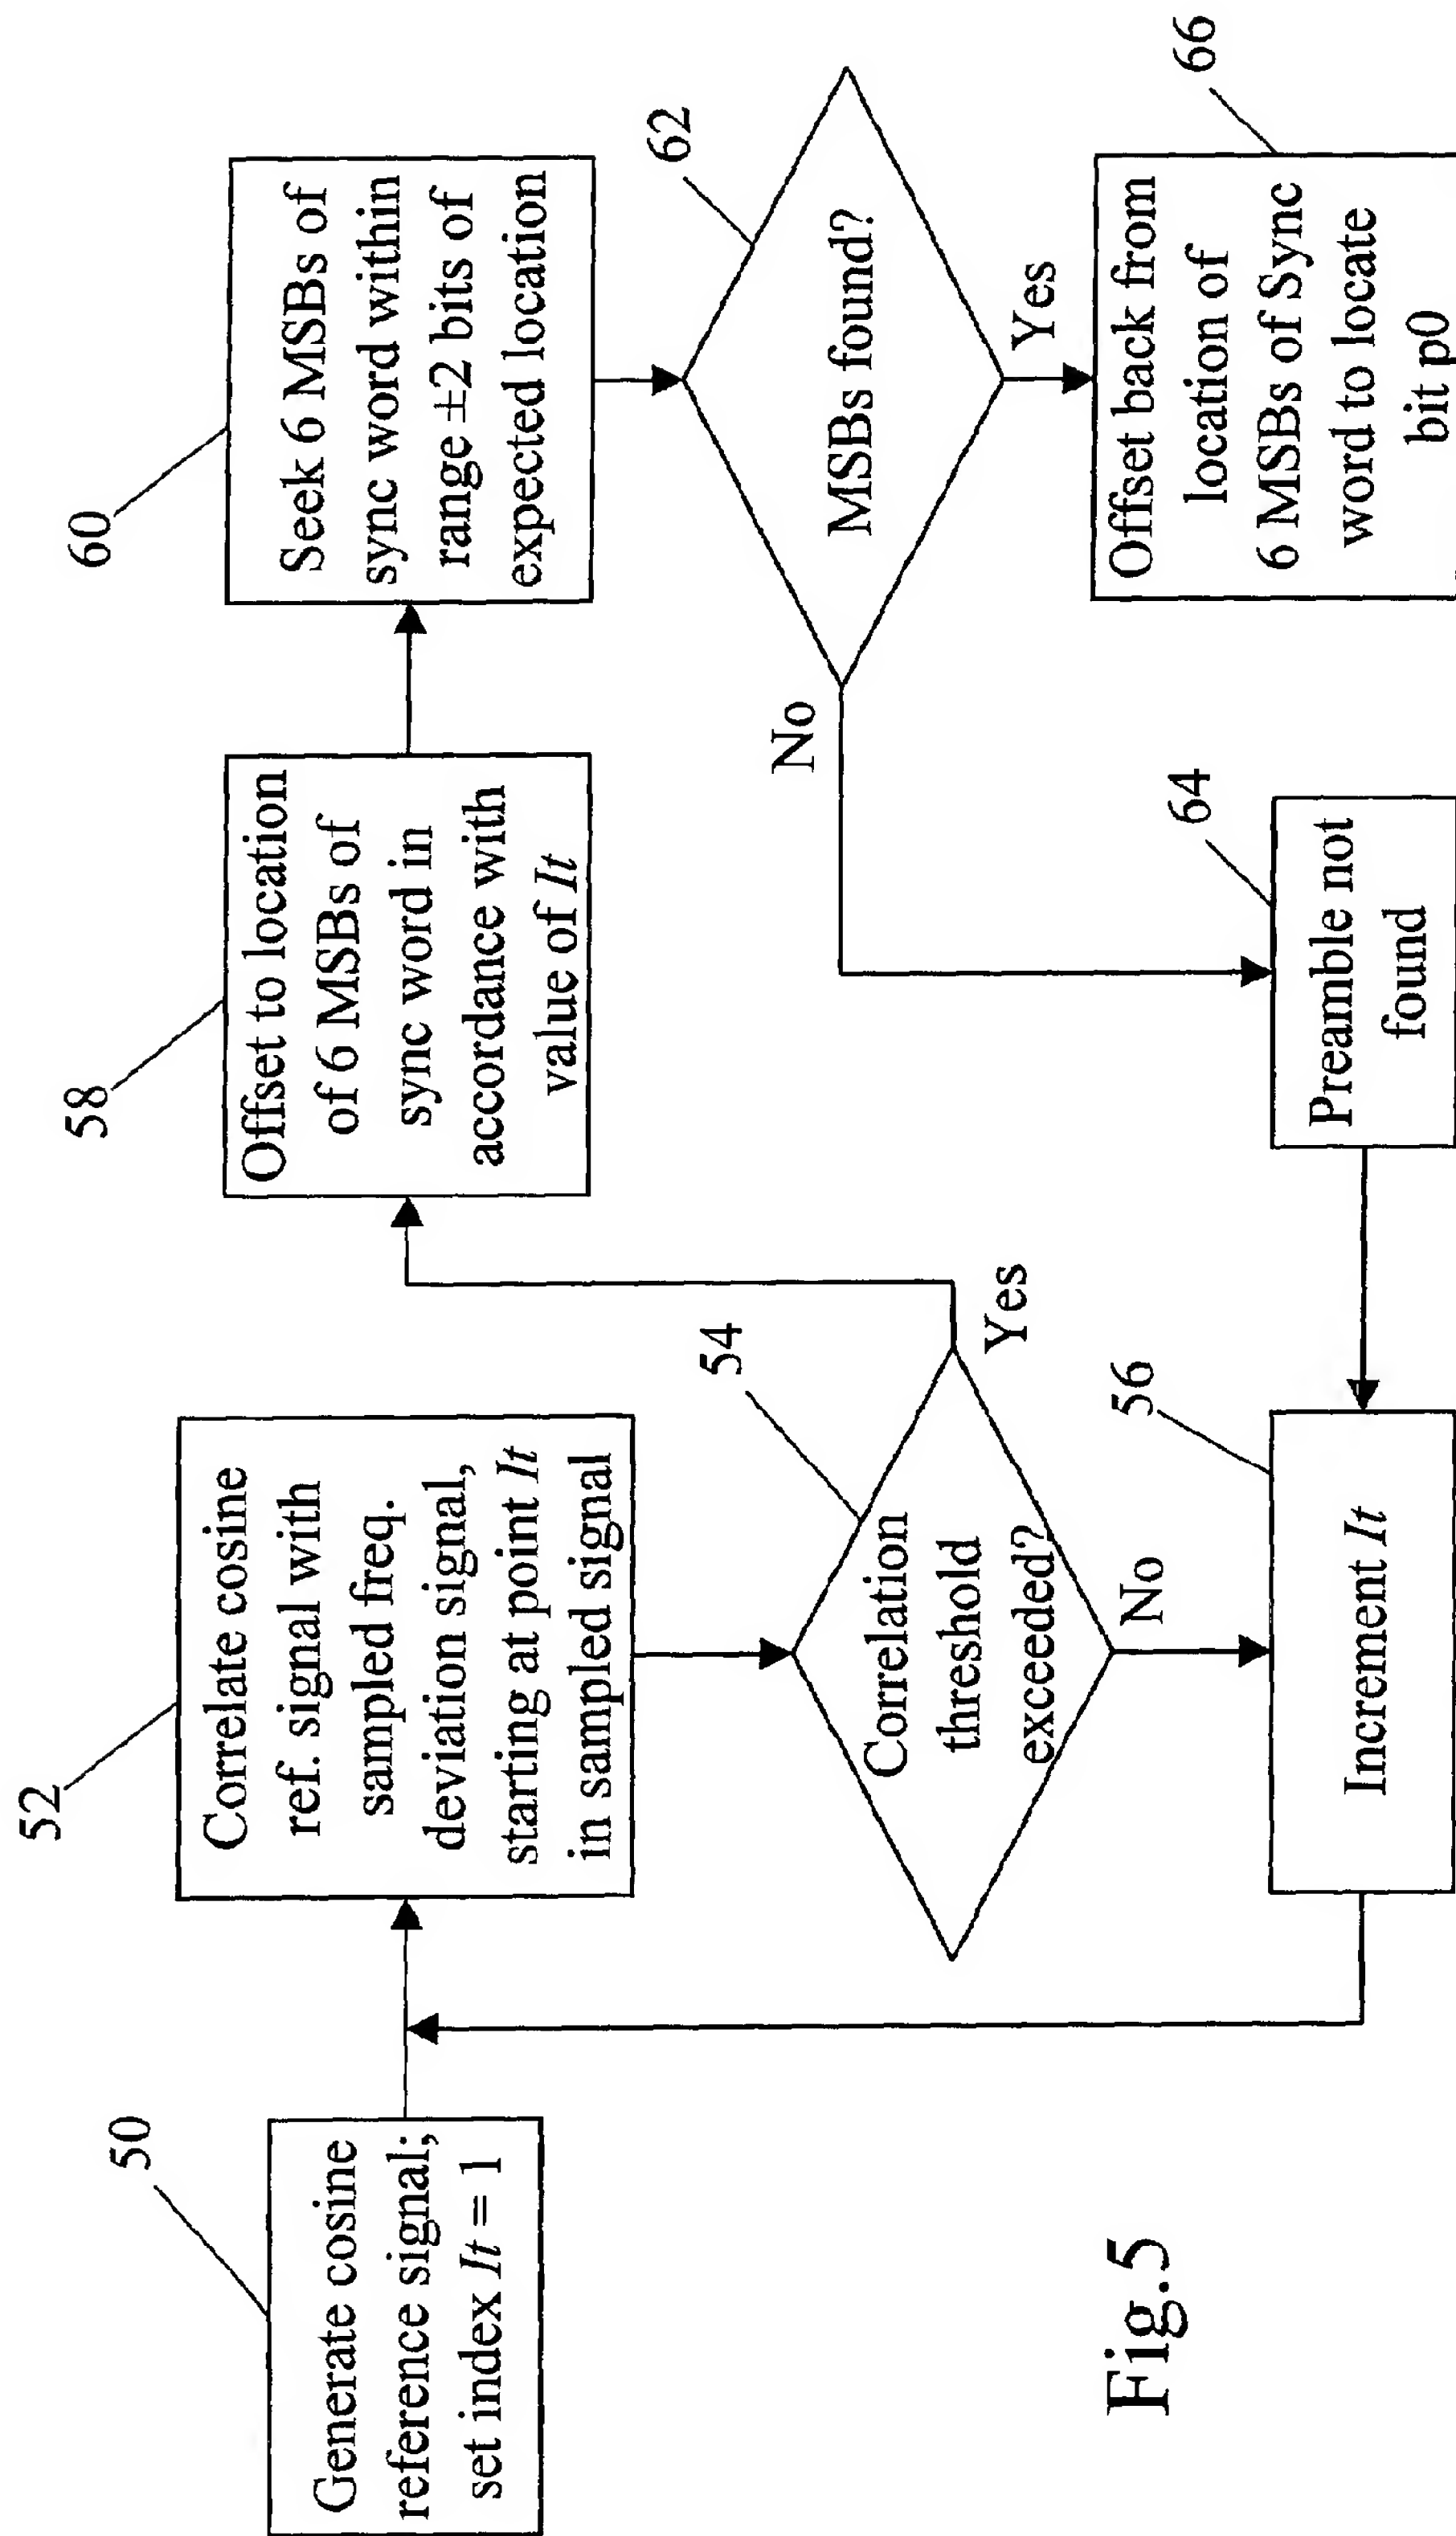 50
Generate cosine
reference signal;
set index It = 1
52
Correlate cosine
ref. signal with
sampled freq.
deviation signal,
starting at point It
in sampled signal
54
Correlation
threshold
exceeded?
Yes
No
56
Increment It
58
Offset to location
of 6 MSBs of
sync word in
accordance with
value of It
60
Seek 6 MSBs of
sync word within
range ±2 bits of
expected location
62
MSBs found?
No
Yes
64
Preamble not
found
66
Offset back from
location of
6 MSBs of Sync
word to locate
bit p0
Fig.5